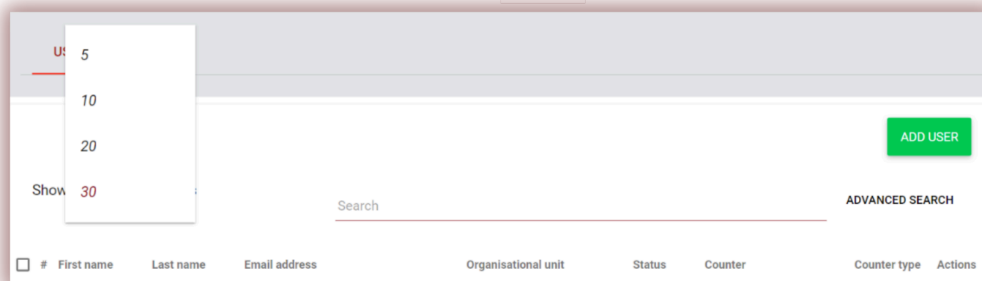 5
10
20
ADD USER
Show 30
Search
ADVANCED SEARCH
# First name Last name Email address Organisational unit Status Counter Counter type Actions